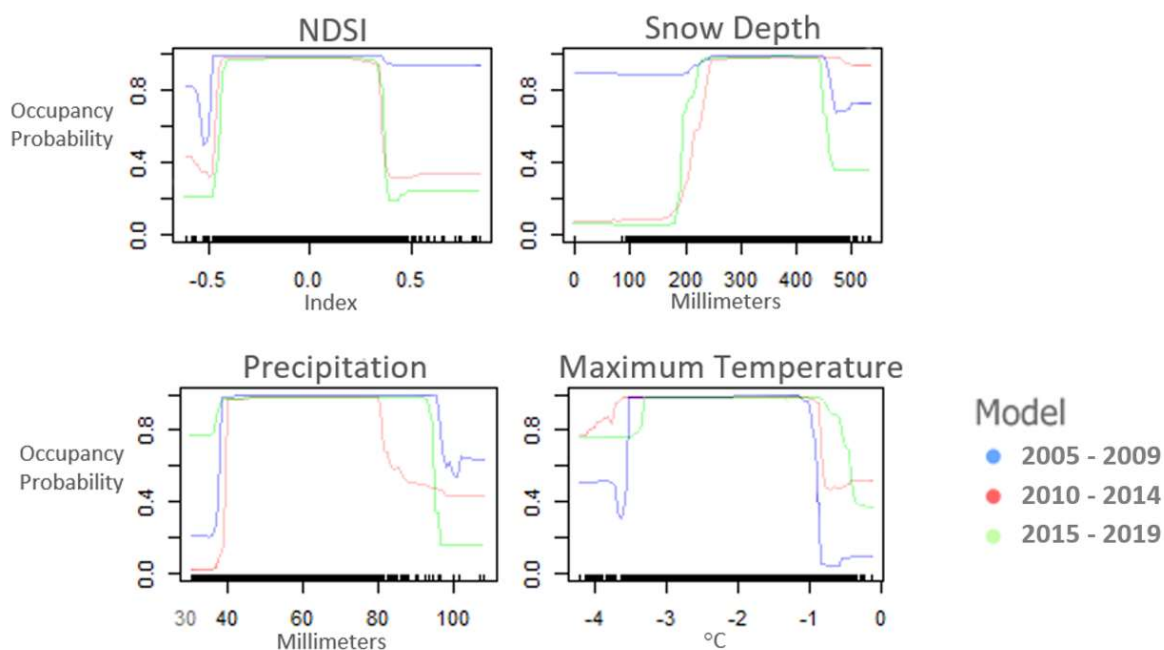 NDSI
Snow Depth
Occupancy
Probability
0.8
0.4
0.0
0.8
0.4
0.0
-0.5 0.0 0.5
Index
0 100 200 300 400 500
Millimeters
Precipitation
Maximum Temperature
Occupancy
Probability
0.8
0.4
0.0
0.8
0.4
0.0
30 40 60 80 100
Millimeters
-4 -3 -2 -1 0
°C
Model
2005 - 2009
2010 - 2014
2015 - 2019